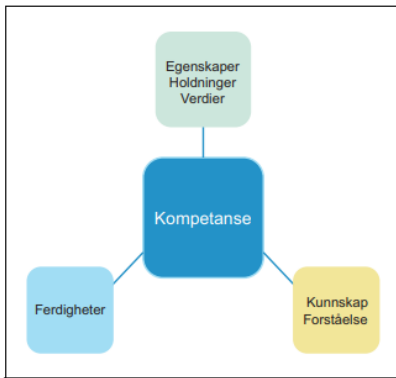 Egenskaper
Holdninger
Verdier
Kompetanse
Ferdigheter
Kunnskap
Forståelse